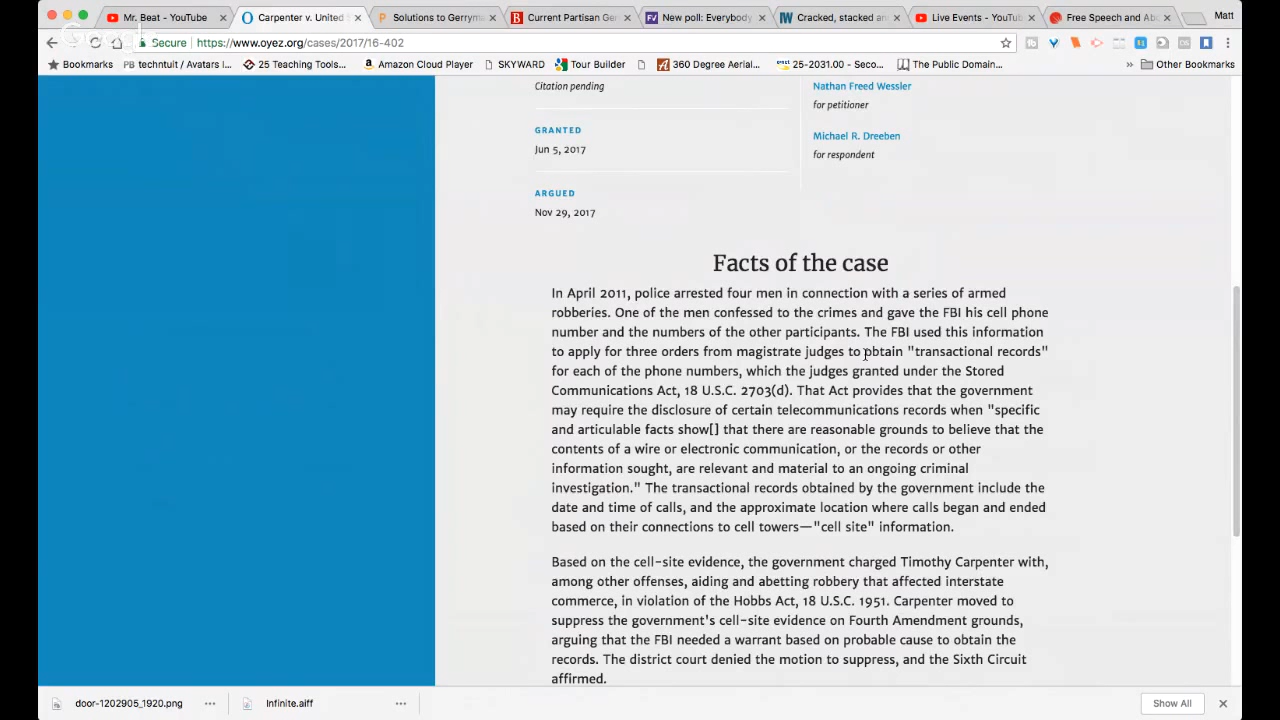 Mr. Beat - YouTube
Carpenter v. United
Solutions to Gerrym
Current Partisan Ge
New poll: Everybody
Cracked, stacked an
Live Events - YouTu
Free Speech and Ab
Matt
Secure
https://www.oyez.org/cases/2017/16-402
Bookmarks
PB techntuit / Avatars I...
25 Teaching Tools...
Amazon Cloud Player
SKYWARD
Tour Builder
360 Degree Aerial...
25-2031.00 - Seco...
The Public Domain...
»
Other Bookmarks
Citation pending
Nathan Freed Wessler
for petitioner
GRANTED
Jun 5, 2017
Michael R. Dreeben
for respondent
ARGUED
Nov 29, 2017
Facts of the case
In April 2011, police arrested four men in connection with a series of armed
robberies. One of the men confessed to the crimes and gave the FBI his cell phone
number and the numbers of the other participants. The FBI used this information
to apply for three orders from magistrate judges to obtain "transactional records"
for each of the phone numbers, which the judges granted under the Stored
Communications Act, 18 U.S.C. 2703(d). That Act provides that the government
may require the disclosure of certain telecommunications records when "specific
and articulable facts show[] that there are reasonable grounds to believe that the
contents of a wire or electronic communication, or the records or other
information sought, are relevant and material to an ongoing criminal
investigation." The transactional records obtained by the government include the
date and time of calls, and the approximate location where calls began and ended
based on their connections to cell towers—"cell site" information.
Based on the cell-site evidence, the government charged Timothy Carpenter with,
among other offenses, aiding and abetting robbery that affected interstate
commerce, in violation of the Hobbs Act, 18 U.S.C. 1951. Carpenter moved to
suppress the government's cell-site evidence on Fourth Amendment grounds,
arguing that the FBI needed a warrant based on probable cause to obtain the
records. The district court denied the motion to suppress, and the Sixth Circuit
affirmed.
door-1202905_1920.png
Infinite.aiff
Show All